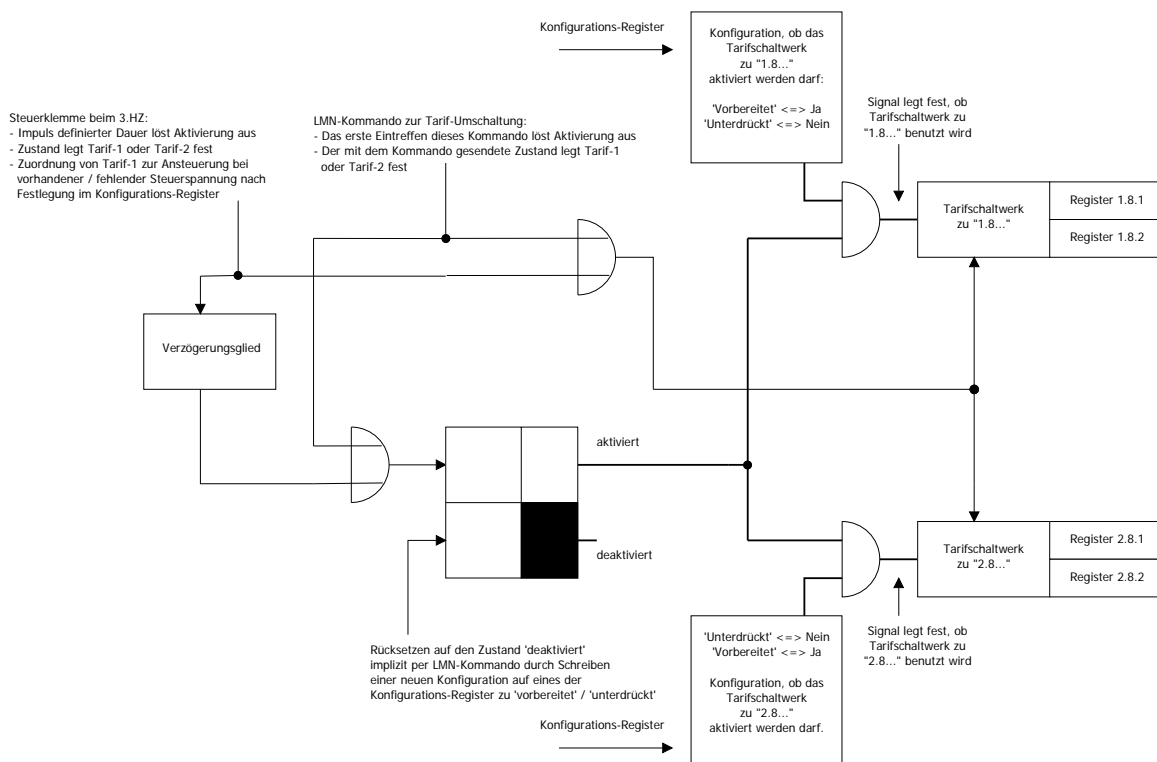 Konfigurations-Register
Konfiguration, ob das
Tarifschaltwerk
zu "1.8..."
aktiviert werden darf:
'Vorbereitet' <=> Ja
'Unterdrückt' <=> Nein
Signal legt fest, ob
Tarifschaltwerk zu
"1.8..." benutzt wird
Steuerklemme beim 3.HZ:
- Impuls definierter Dauer löst Aktivierung aus
- Zustand legt Tarif-1 oder Tarif-2 fest
- Zuordnung von Tarif-1 zur Ansteuerung bei
vorhandener / fehlender Steuerspannung nach
Festlegung im Konfigurations-Register
LMN-Kommando zur Tarif-Umschaltung:
- Das erste Eintreffen dieses Kommando löst Aktivierung aus
- Der mit dem Kommando gesendete Zustand legt Tarif-1
oder Tarif-2 fest
Tarifschaltwerk
zu "1.8..."
Register 1.8.1
Register 1.8.2
Verzögerungsglied
aktiviert
deaktiviert
Tarifschaltwerk
zu "2.8..."
Register 2.8.1
Register 2.8.2
Rücksetzen auf den Zustand 'deaktiviert'
implizit per LMN-Kommando durch Schreiben
einer neuen Konfiguration auf eines der
Konfigurations-Register zu 'vorbereitet' / 'unterdrückt'
'Unterdrückt' <=> Nein
'Vorbereitet' <=> Ja
Konfiguration, ob das
Tarifschaltwerk
zu "2.8..."
aktiviert werden darf.
Signal legt fest, ob
Tarifschaltwerk zu
"2.8..." benutzt wird
Konfigurations-Register